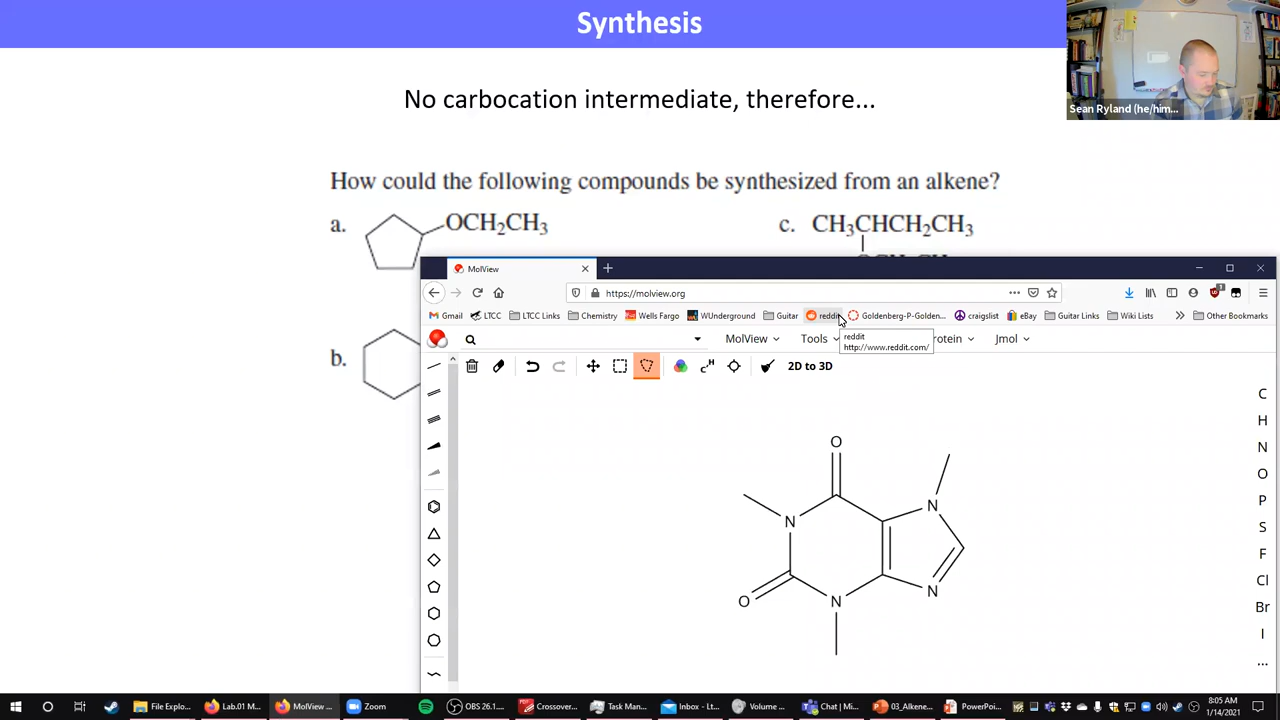 Synthesis
Sean Ryland (he/him...
No carbocation intermediate, therefore...
How could the following compounds be synthesized from an alkene?
a.
OCH₂CH₃
c. CH₃CHCH₂CH₃
b.
MolView
https://molview.org
Gmail LTCC LTCC Links Chemistry Wells Fargo WUnderground Guitar reddit Goldenberg-P-Golden... craigslist eBay Guitar Links Wiki Lists Other Bookmarks
reddit
http://www.reddit.com/
MolView Tools rotein Jmol
2D to 3D
C
H
N
O
P
S
F
Cl
Br
I
...
O
N
N
O
N
N
File Explo... Lab.01 M... MolView ... Zoom OBS 26.1... Crossover... Task Man... Inbox - Lt... Volume ... Chat | Mi... 03_Alkene... PowerPoi...
8:05 AM
1/14/2021